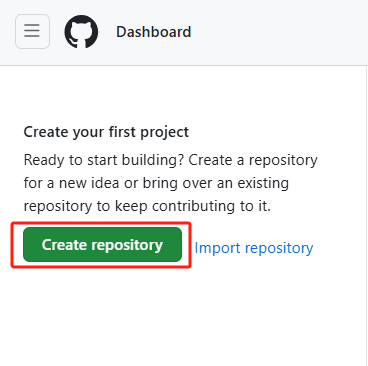 Dashboard
Create your first project
Ready to start building? Create a repository
for a new idea or bring over an existing
repository to keep contributing to it.
Create repository Import repository